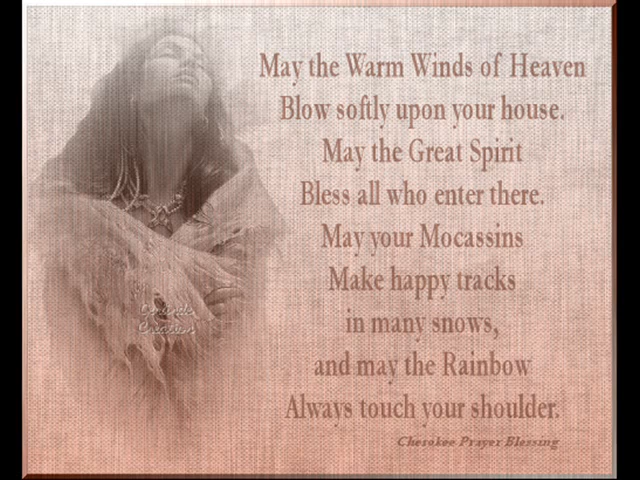 May the Warm Winds of Heaven
Blow softly upon your house.
May the Great Spirit
Bless all who enter there.
May your Mocassins
Make happy tracks
in many snows,
and may the Rainbow
Always touch your shoulder.
Cherokee Prayer Blessing
Creation